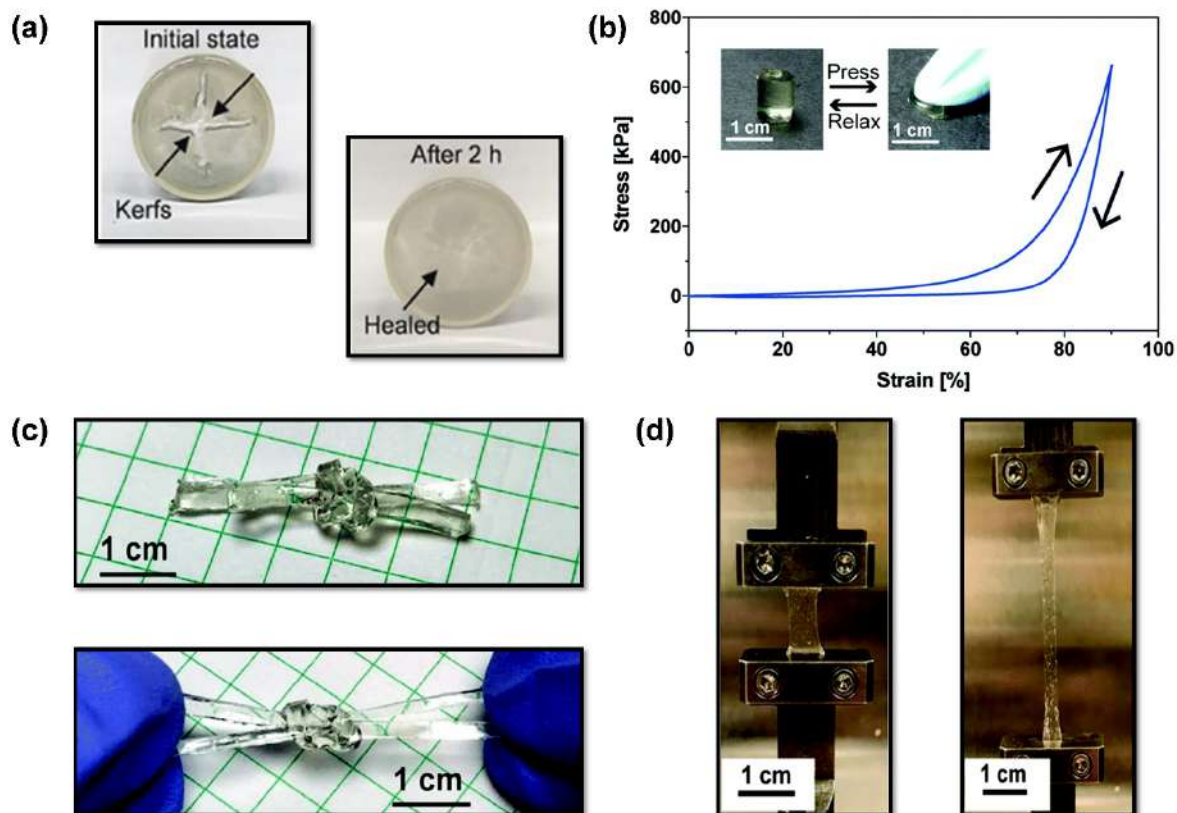 (a)
Initial state
Kerfs
After 2 h
Healed
(b)
Stress [kPa]
800
600
400
200
0
0
20
40
60
80
100
Strain [%]
Press
Relax
1 cm
1 cm
(c)
1 cm
1 cm
(d)
1 cm
1 cm